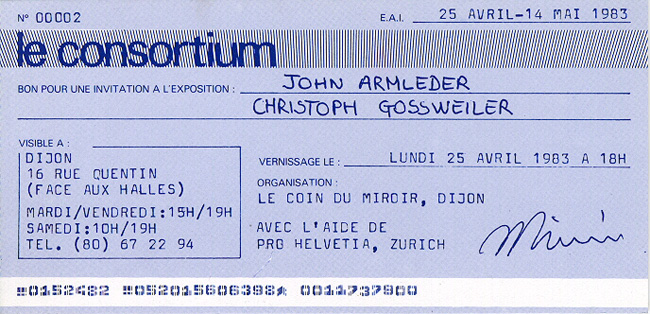 N° 00002
E.A.I. 25 AVRIL-14 MAI 1983
le consortium
BON POUR UNE INVITATION A L'EXPOSITION : JOHN ARMLEDER
CHRISTOPH GOSSWEILER
VISIBLE A :
DIJON
16 RUE QUENTIN
(FACE AUX HALLES)
MARDI/VENDREDI:15H/19H
SAMEDI:10H/19H
TEL. (80) 67 22 94
VERNISSAGE LE : LUNDI 25 AVRIL 1983 A 18H
ORGANISATION :
LE COIN DU MIROIR, DIJON
AVEC L'AIDE DE
PRO HELVETIA, ZURICH
0152482 052015606398 0011737900